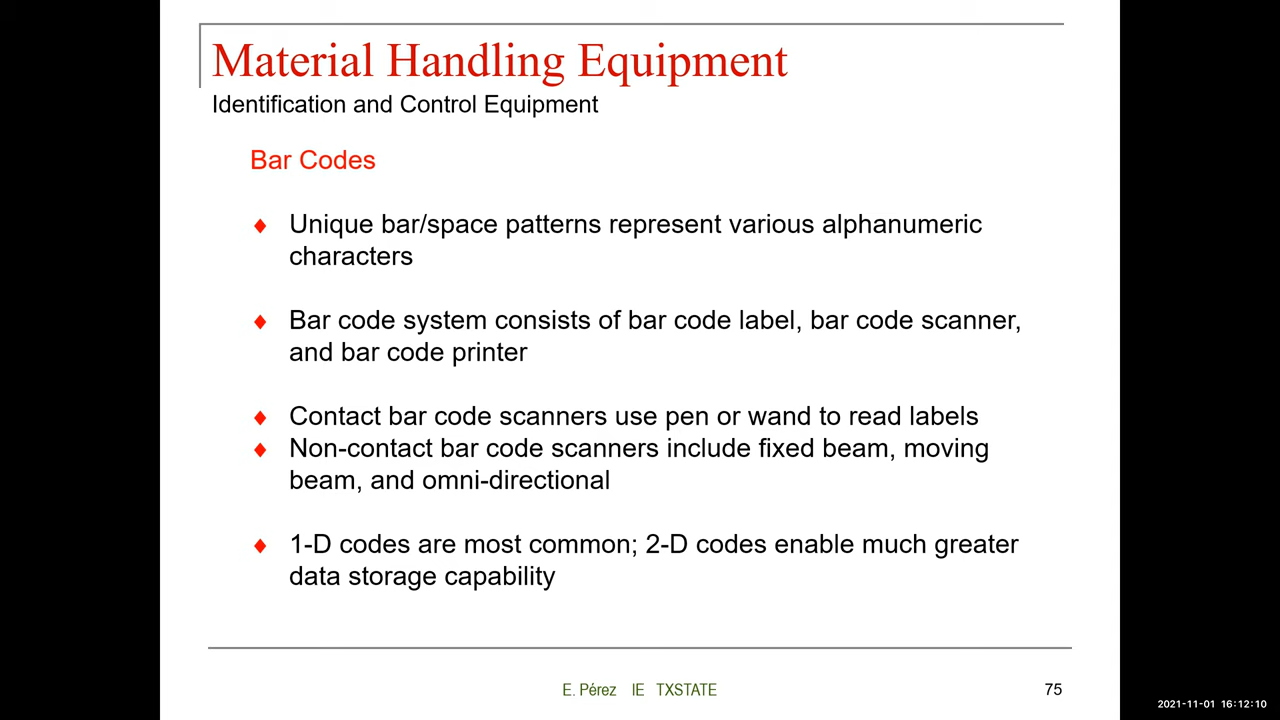 Material Handling Equipment
Identification and Control Equipment
Bar Codes
♦ Unique bar/space patterns represent various alphanumeric
characters
♦ Bar code system consists of bar code label, bar code scanner,
and bar code printer
♦ Contact bar code scanners use pen or wand to read labels
♦ Non-contact bar code scanners include fixed beam, moving
beam, and omni-directional
♦ 1-D codes are most common; 2-D codes enable much greater
data storage capability
E. Pérez IE TXSTATE
75
2021-11-01 16:12:10